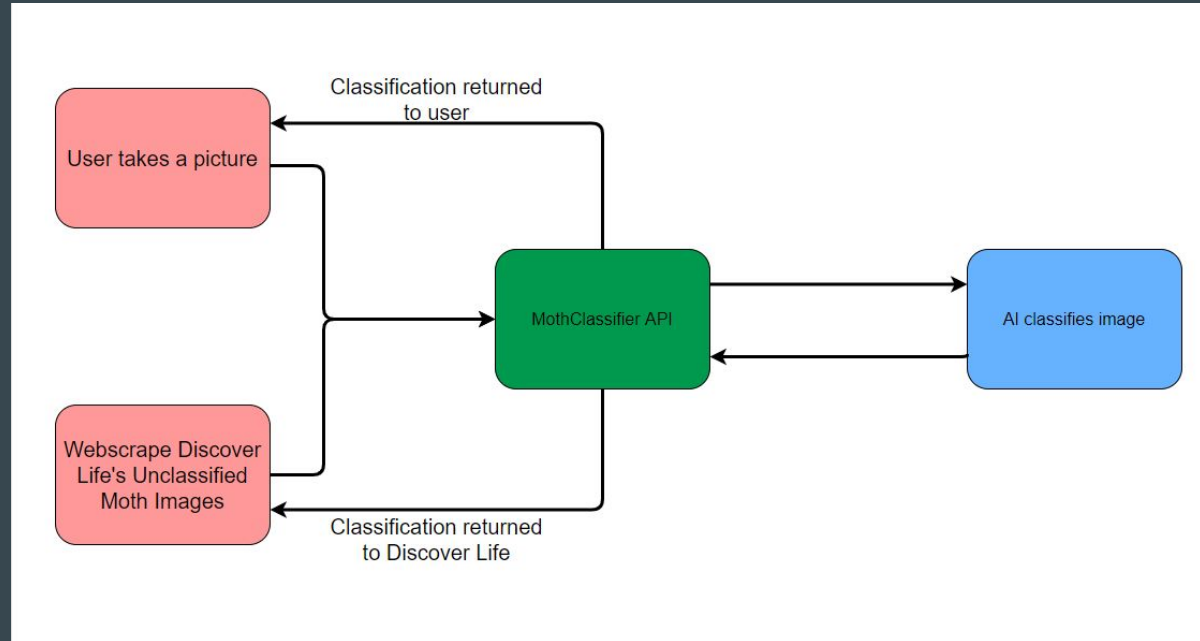 Classification returned
to user
User takes a picture
MothClassifier API
AI classifies image
Webscrape Discover
Life's Unclassified
Moth Images
Classification returned
to Discover Life